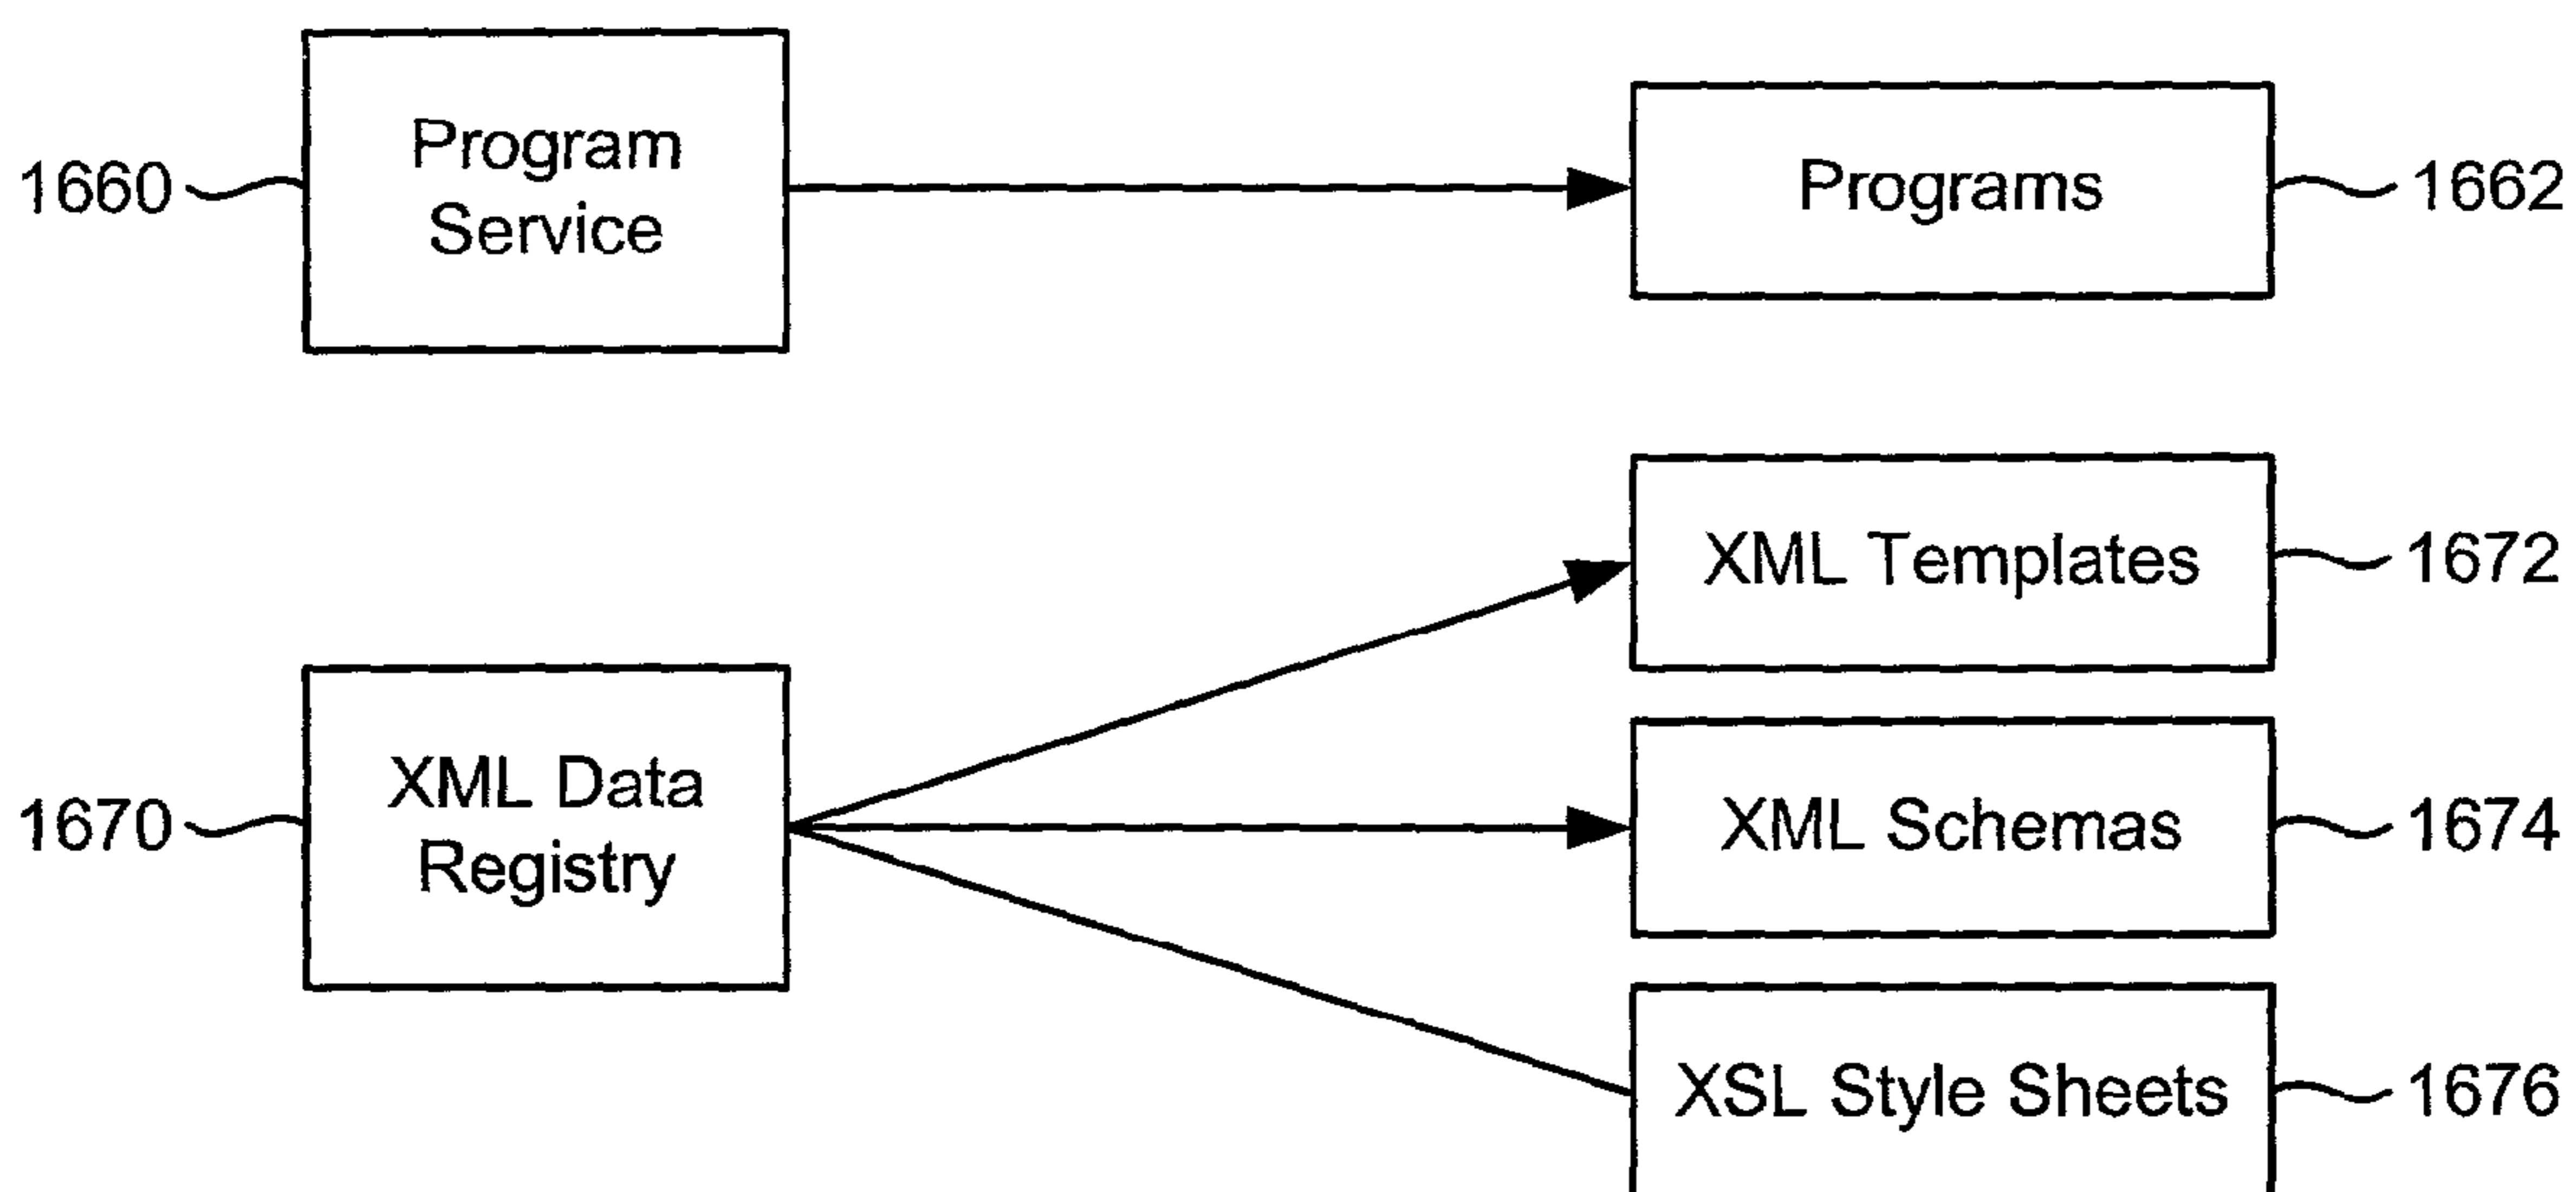 1660
Program
Service
Programs
1662
XML Templates
1672
1670
XML Data
Registry
XML Schemas
1674
XSL Style Sheets
1676